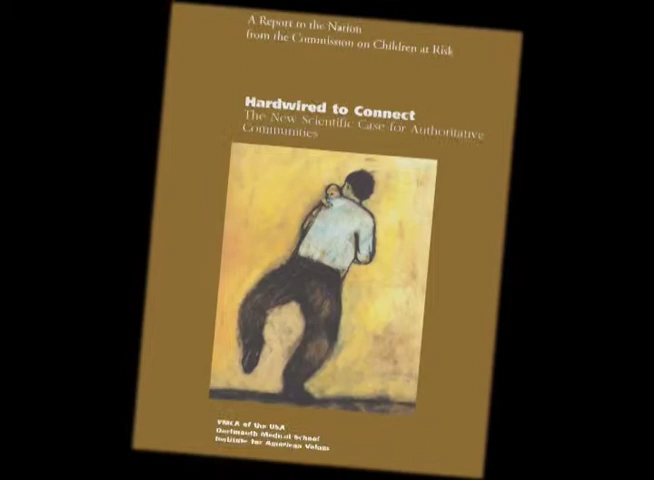 A Report to the Nation
from the Commission on Children at Risk
Hardwired to Connect
The New Scientific Case for Authoritative
Communities
YMCA of the USA
Dartmouth Medical School
Institute for American Values